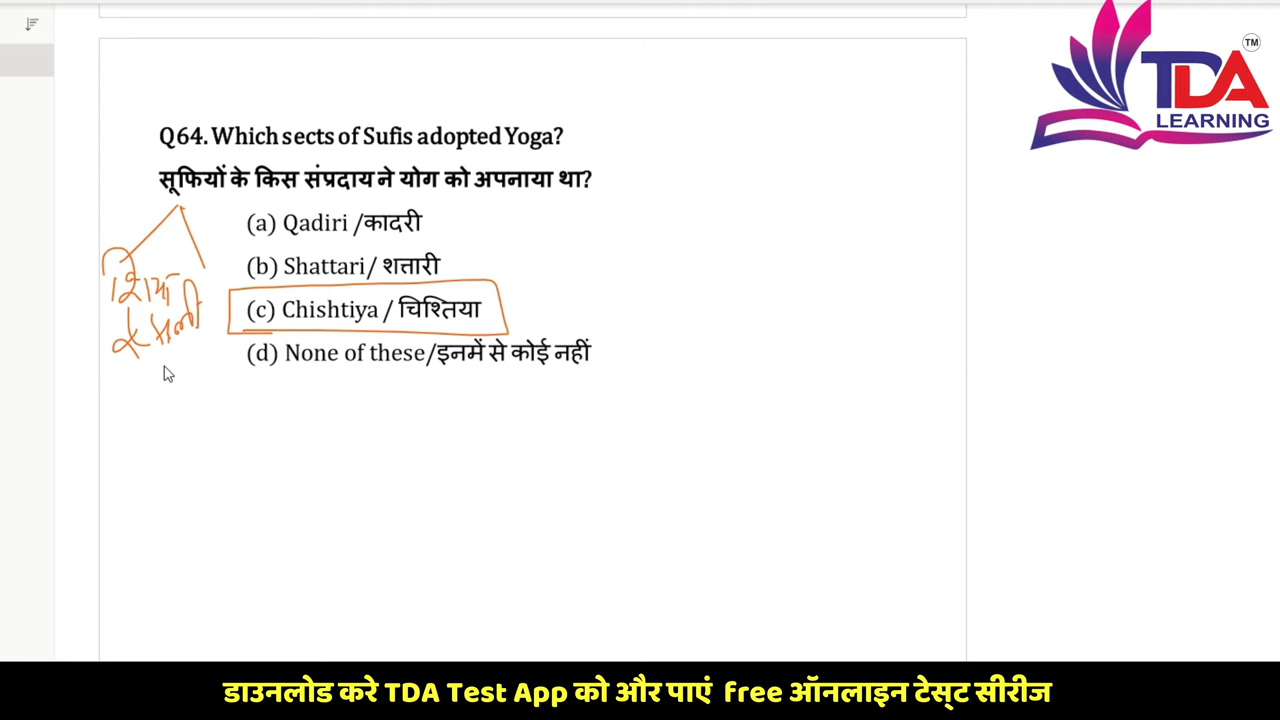 TDA
TM
LEARNING
Q64. Which sects of Sufis adopted Yoga?
सूफियों के किस संप्रदाय ने योग को अपनाया था?
(a) Qadiri /कादरी
(b) Shattari/ शत्तारी
(c) Chishtiya / चिश्तिया
(d) None of these/इनमें से कोई नहीं
डाउनलोड करे TDA Test App को और पाएं free ऑनलाइन टेस्ट सीरीज